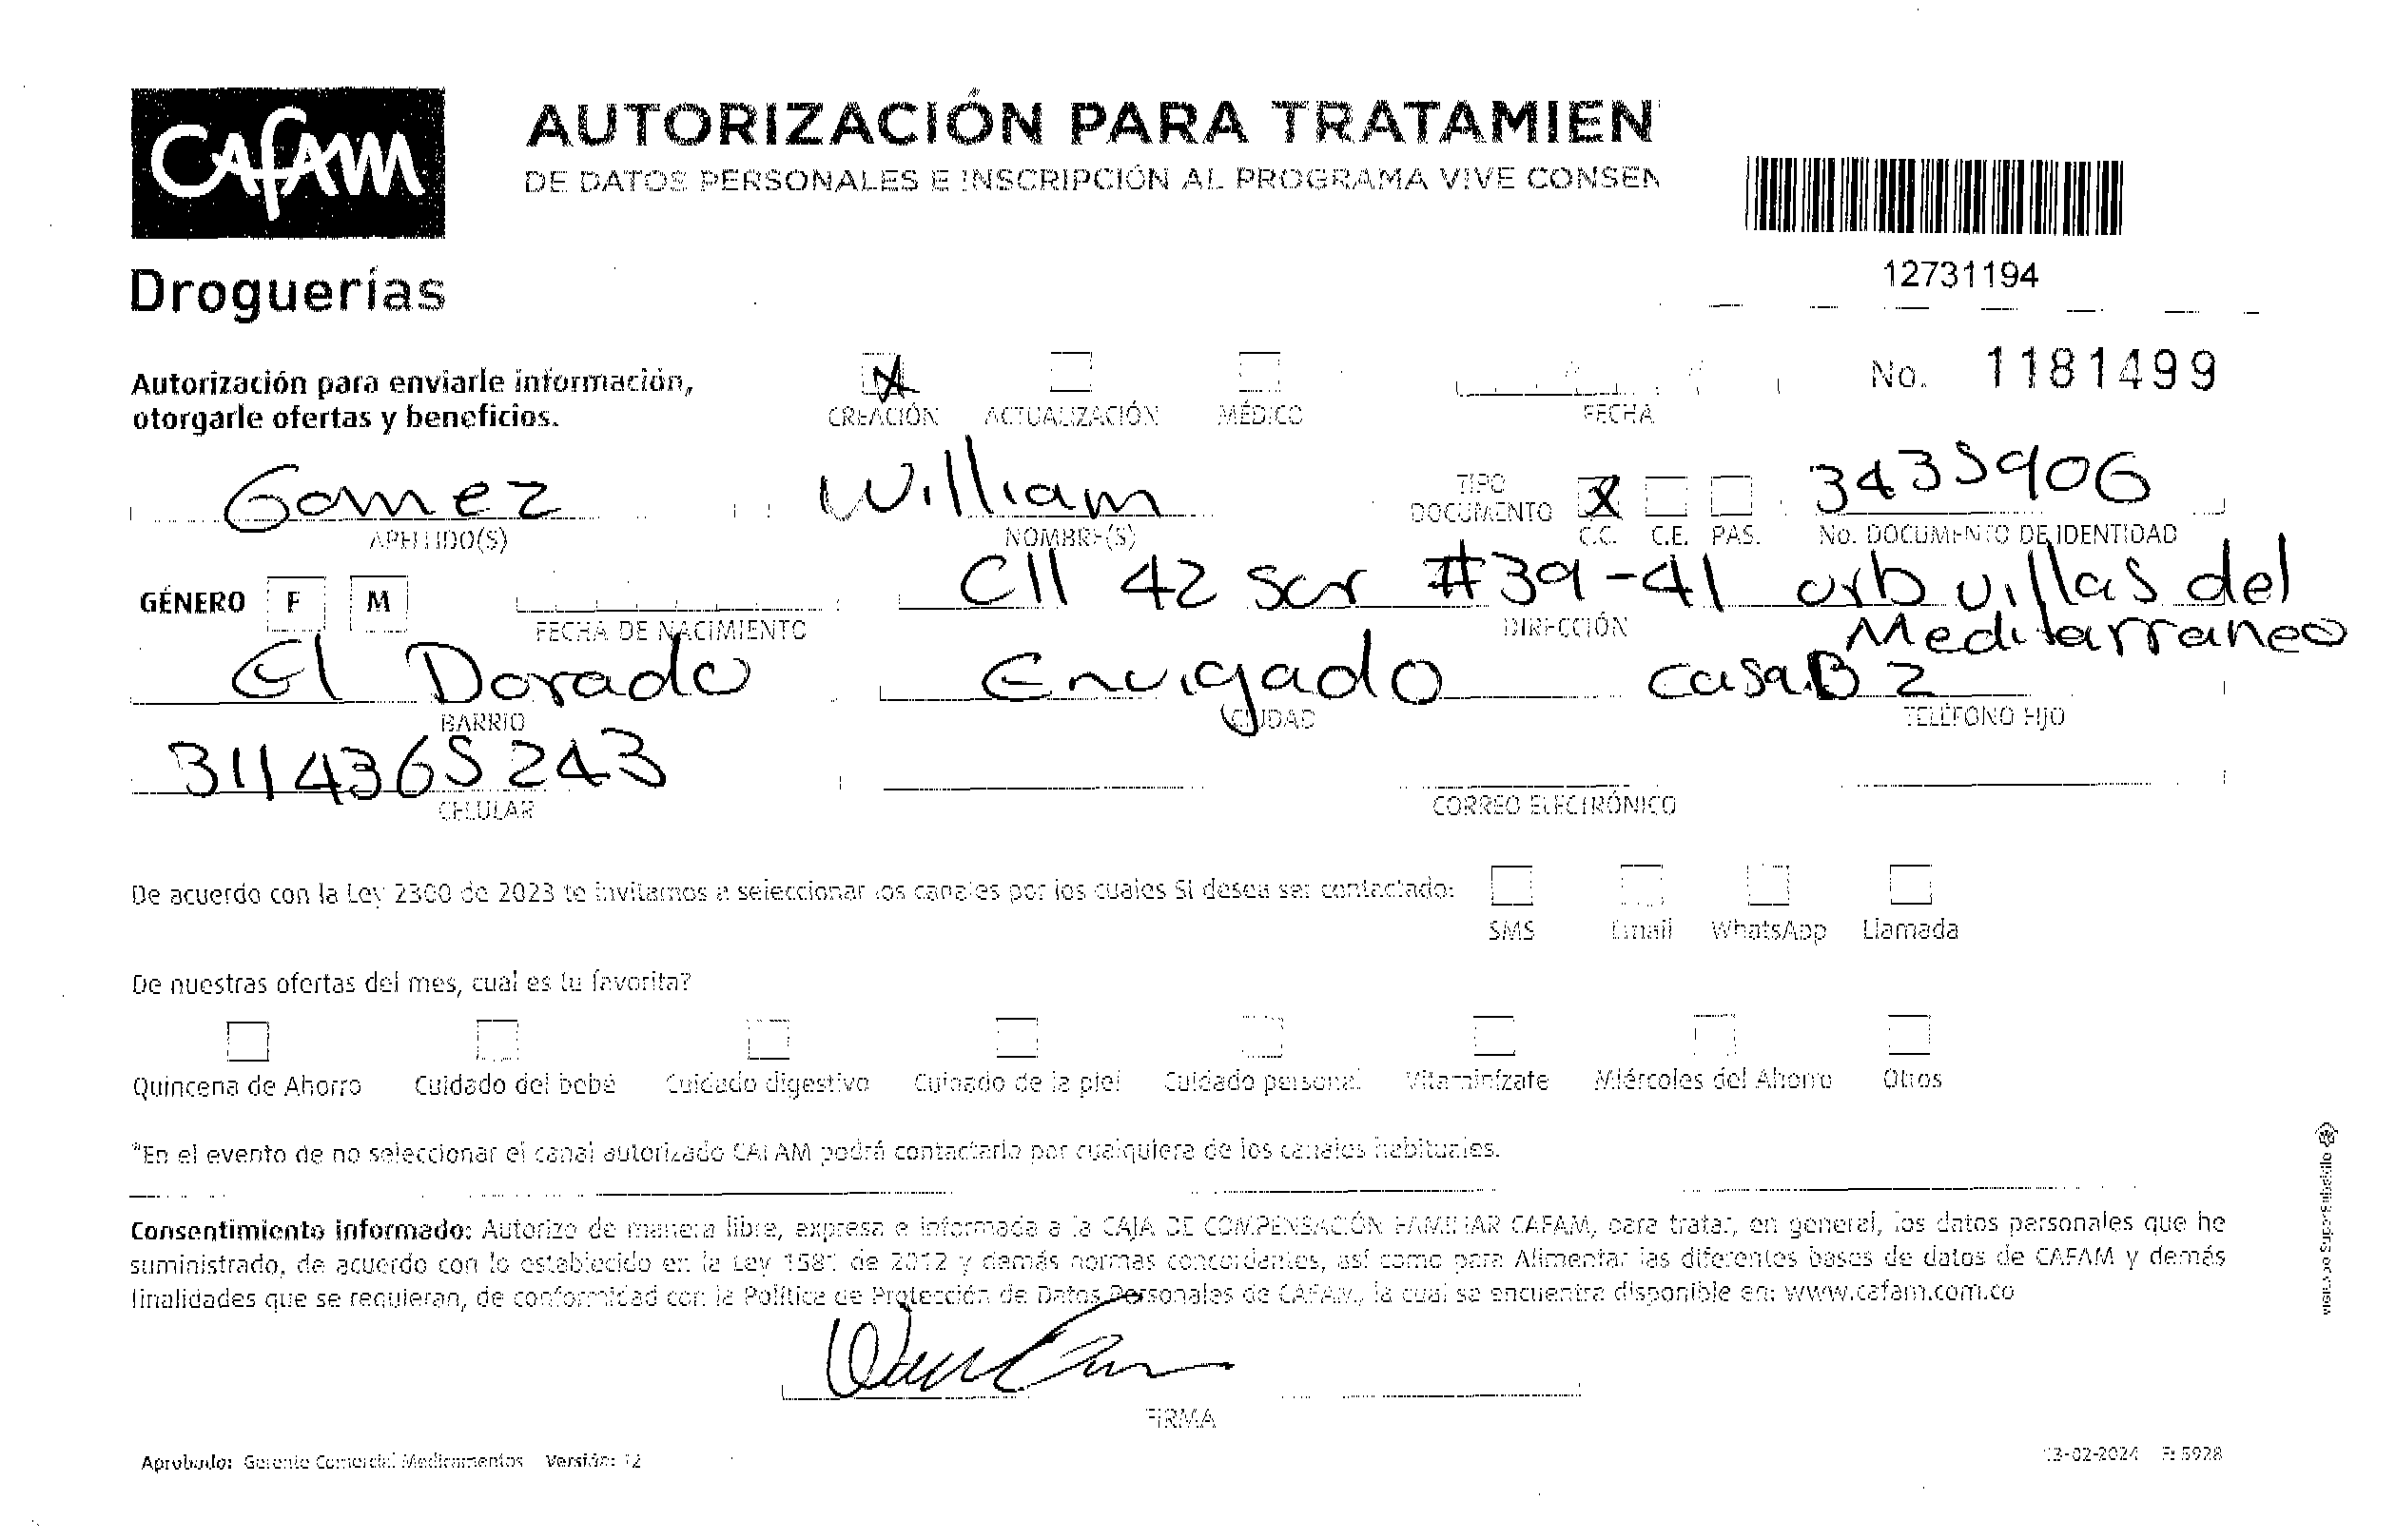 CAFAM
AUTORIZACIÓN PARA TRATAMIEN
DE DATOS PERSONALES E INSCRIPCIÓN AL PROGRAMA VIVE CONSEN
12731194
Droguerías
Autorización para enviarle información,
otorgarle ofertas y beneficios.
CREACIÓN ACTUALIZACIÓN MÉDICO FECHA No. 1181499
Gomez William 3435906
APELLIDO(S) NOMBRE(S) TIPO DOCUMENTO C.C. C.E. PAS. No. DOCUMENTO DE IDENTIDAD
Cll 42 sur #39-41 urb villas del
GÉNERO F M FECHA DE NACIMIENTO DIRECCIÓN
Mediterraneo
El Dorado Envigado casa B 2
BARRIO CIUDAD TELÉFONO FIJO
3114365243
CELULAR CORREO ELECTRÓNICO
De acuerdo con la Ley 2300 de 2023 te invitamos a seleccionar los canales por los cuales SI desea ser contactado:
SMS Email WhatsApp Llamada
De nuestras ofertas del mes, cual es tu favorita?
Quincena de Ahorro Cuidado del bebé Cuidado digestivo Cuidado de la piel Cuidado personal Vitaminízate Miércoles del Ahorro Otros
*En el evento de no seleccionar el canal autorizado CAFAM podrá contactarlo por cualquiera de los canales habituales.
Consentimiento informado: Autorizo de manera libre, expresa e informada a la CAJA DE COMPENSACIÓN FAMILIAR CAFAM, para tratar, en general, los datos personales que he
suministrado, de acuerdo con lo establecido en la Ley 1581 de 2012 y demás normas concordantes, así como para Alimentar las diferentes bases de datos de CAFAM y demás
finalidades que se requieran, de conformidad con la Política de Protección de Datos Personales de CAFAM, la cual se encuentra disponible en: www.cafam.com.co
FIRMA
Aprobado: Gerente Comercial Medicamentos Versión: 12
13-02-2024 F: 5928
VIGILADO SuperSubsidio